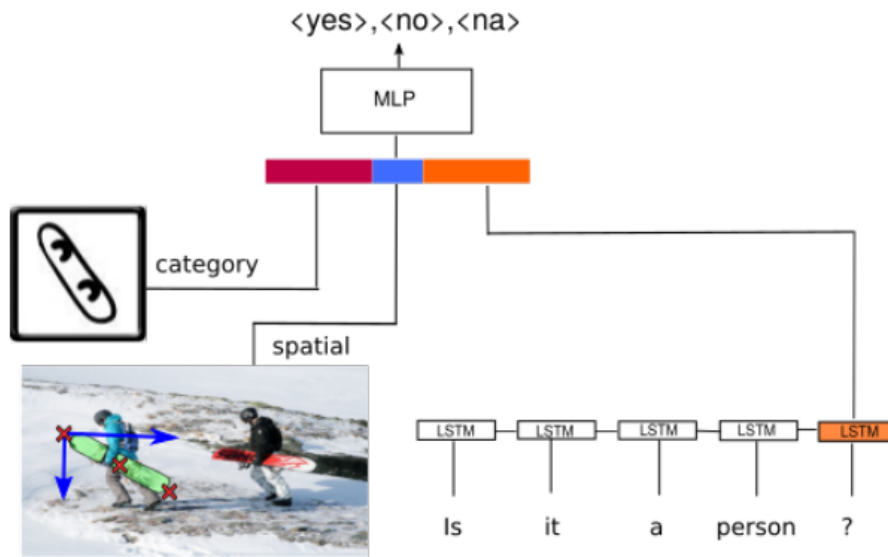 <yes>,<no>,<na>
MLP
category
spatial
LSTM LSTM LSTM LSTM LSTM
Is it a person ?